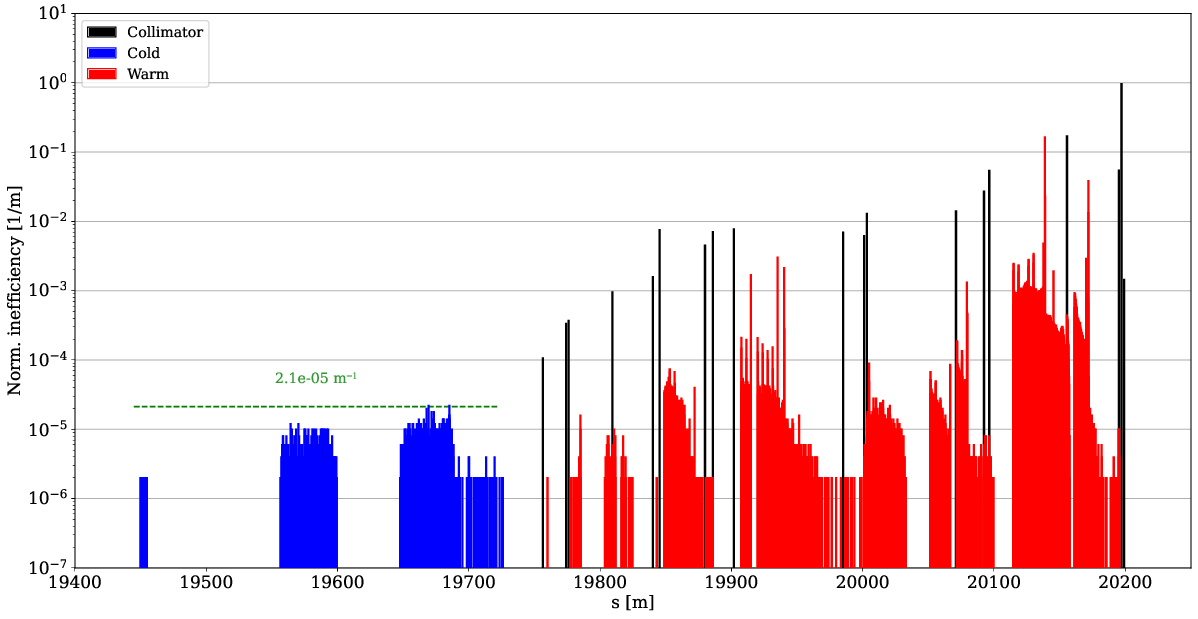 10¹
10⁰
10⁻¹
10⁻²
10⁻³
10⁻⁴
10⁻⁵
10⁻⁶
10⁻⁷
Norm. inefficiency [1/m]
Collimator
Cold
Warm
2.1e-05 m⁻¹
19400 19500 19600 19700 19800 19900 20000 20100 20200
s [m]